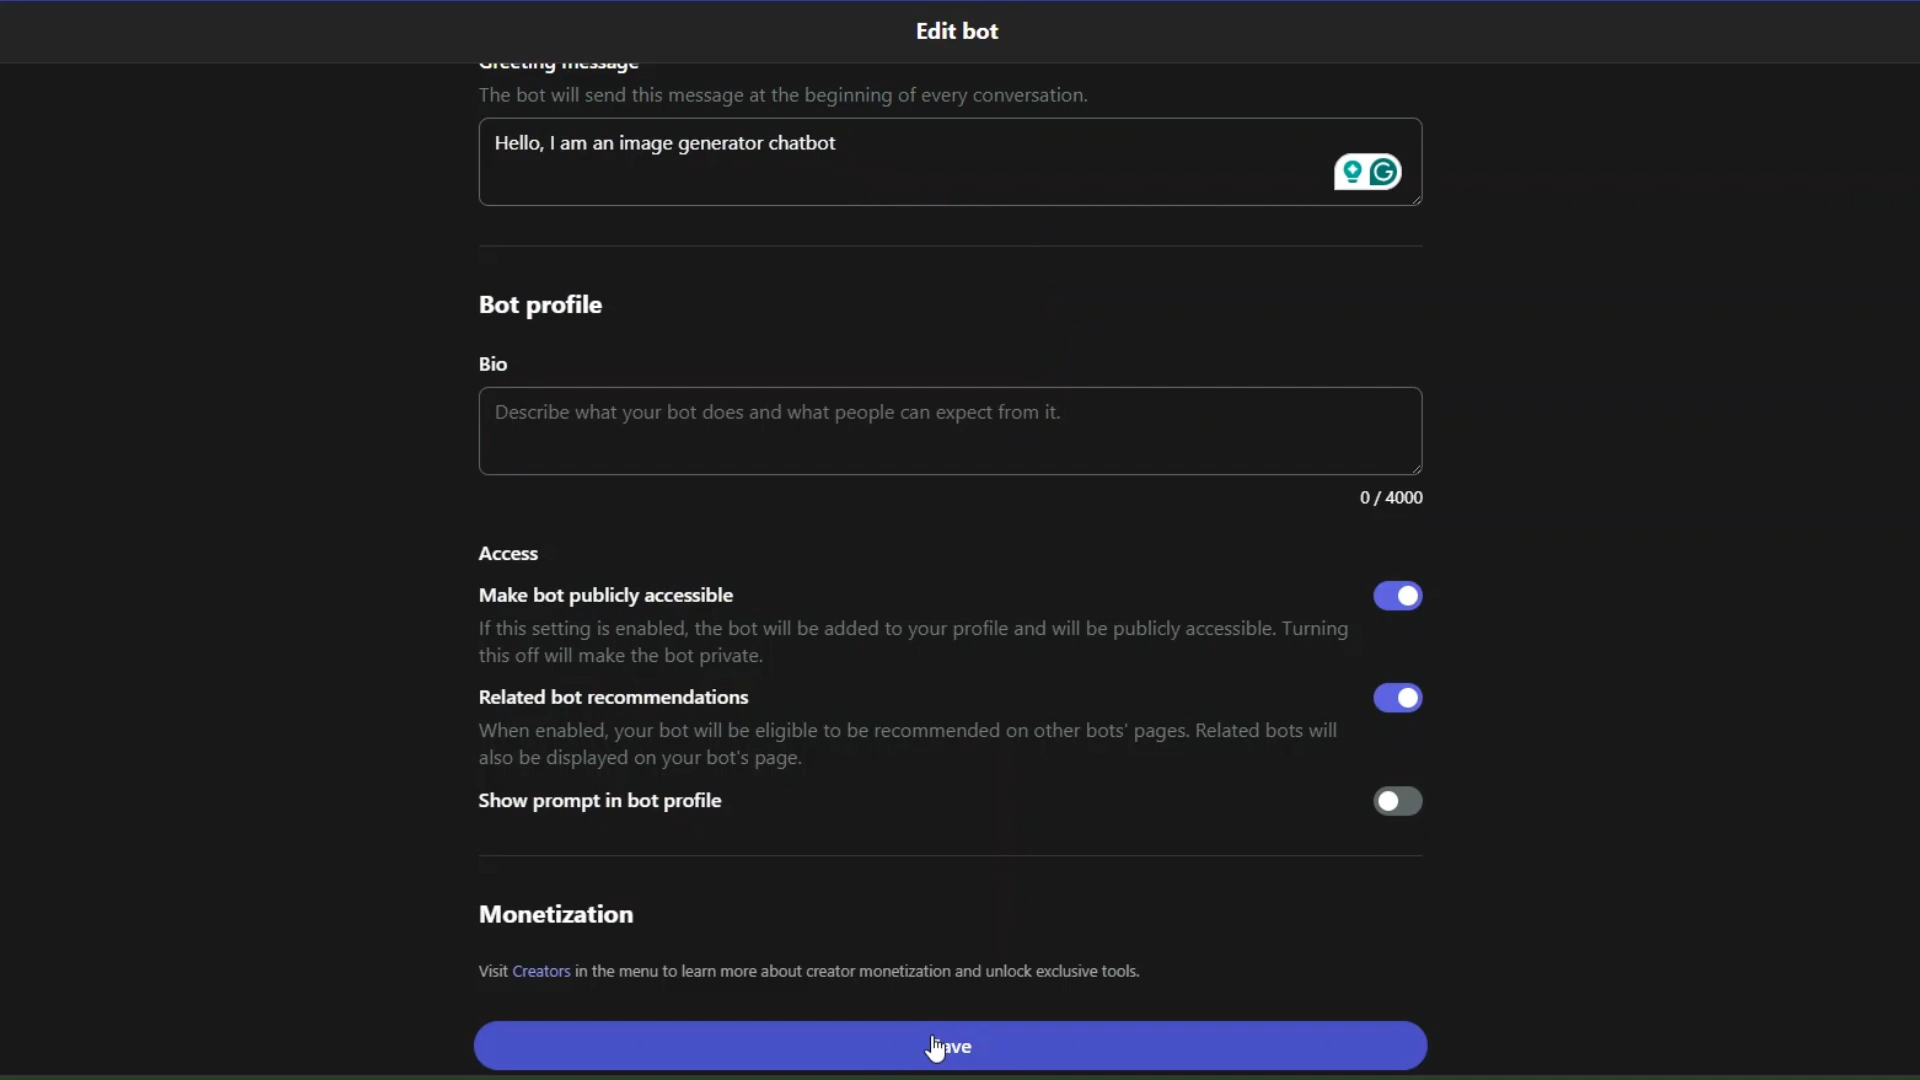 Edit bot
Greeting message
The bot will send this message at the beginning of every conversation.
Hello, I am an image generator chatbot
Bot profile
Bio
Describe what your bot does and what people can expect from it.
0 / 4000
Access
Make bot publicly accessible
If this setting is enabled, the bot will be added to your profile and will be publicly accessible. Turning
this off will make the bot private.
Related bot recommendations
When enabled, your bot will be eligible to be recommended on other bots' pages. Related bots will
also be displayed on your bot's page.
Show prompt in bot profile
Monetization
Visit Creators in the menu to learn more about creator monetization and unlock exclusive tools.
Save